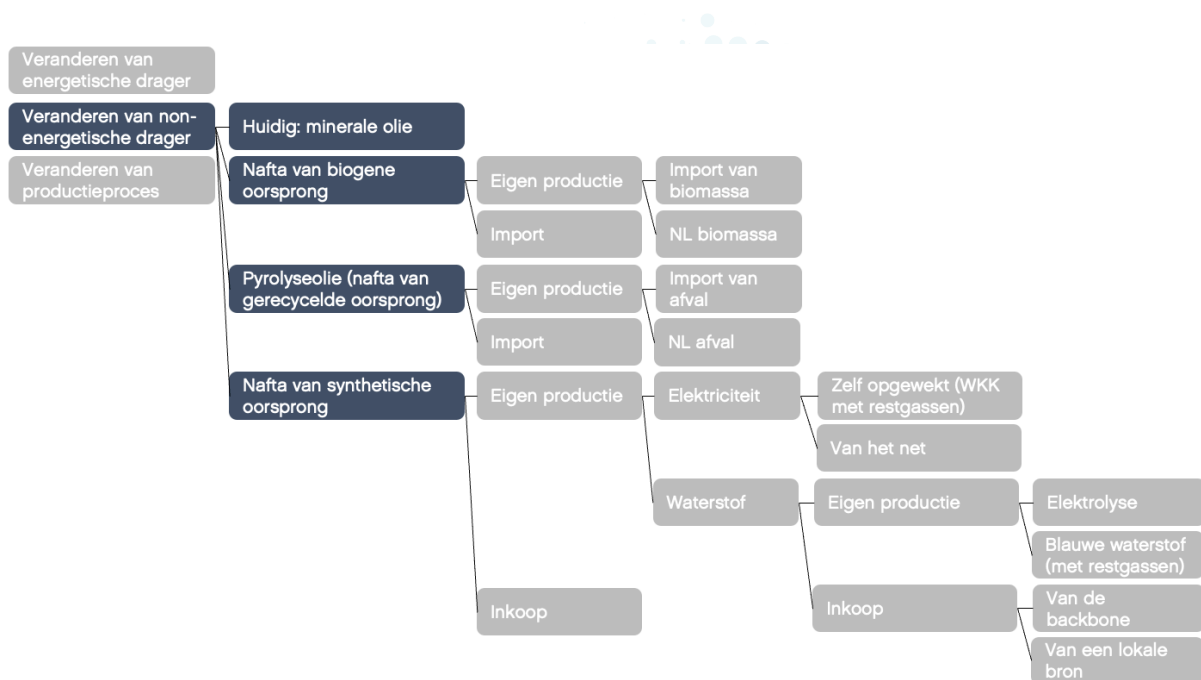 Veranderen van
energetische drager
Veranderen van non-
energetische drager
Huidig: minerale olie
Veranderen van
productieproces
Nafta van biogene
oorsprong
Eigen productie
Import van
biomassa
Import
NL biomassa
Pyrolyseolie (nafta van
gerecycelde oorsprong)
Eigen productie
Import van
afval
Import
NL afval
Nafta van synthetische
oorsprong
Eigen productie
Elektriciteit
Zelf opgewekt (WKK
met restgassen)
Van het net
Waterstof
Eigen productie
Elektrolyse
Blauwe waterstof
(met restgassen)
Inkoop
Inkoop
Van de
backbone
Van een lokale
bron